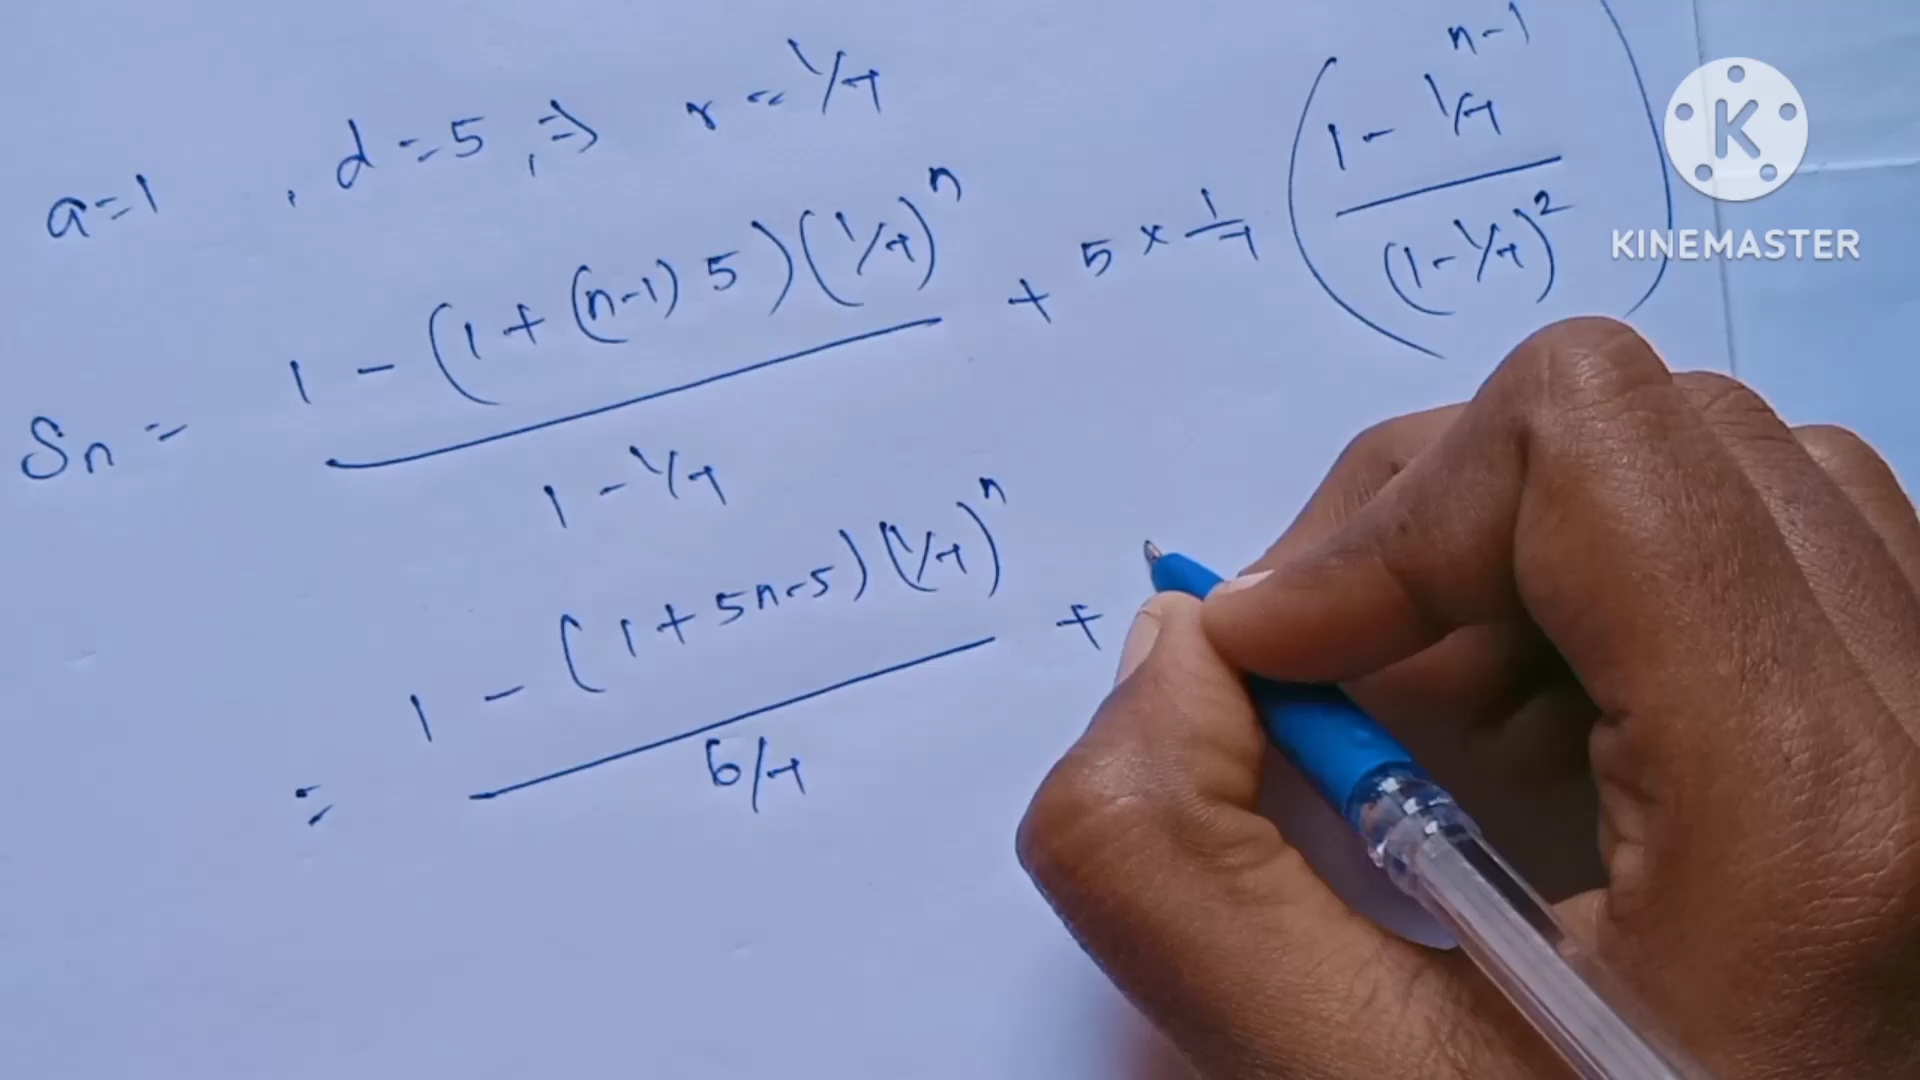 a=1 , d=5, ⇒ r=1/7
Sn = 1-(1+(n-1)5)(1/7)^n / 1-1/7 + 5×1/7 (1-1/7^n-1 / (1-1/7)^2)
= 1-(1+5n-5)(1/7)^n / 6/7 +
K
KINEMASTER